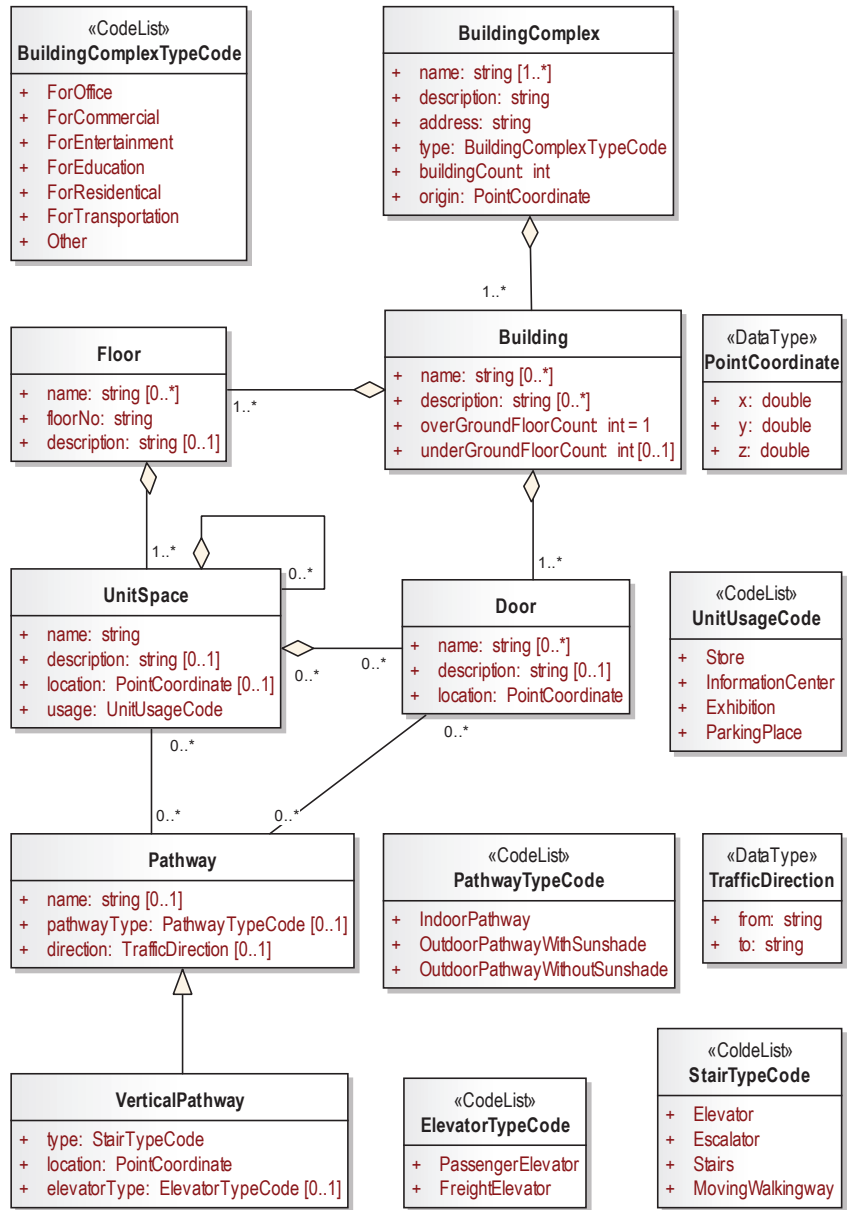 «CodeList»
BuildingComplexTypeCode
+ ForOffice
+ ForCommercial
+ ForEntertainment
+ ForEducation
+ ForResidentical
+ ForTransportation
+ Other
BuildingComplex
+ name: string [1..*]
+ description: string
+ address: string
+ type: BuildingComplexTypeCode
+ buildingCount: int
+ origin: PointCoordinate
1..*
Floor
+ name: string [0..*]
+ floorNo: string
+ description: string [0..1]
1..*
Building
+ name: string [0..*]
+ description: string [0..*]
+ overGroundFloorCount: int = 1
+ underGroundFloorCount: int [0..1]
«DataType»
PointCoordinate
+ x: double
+ y: double
+ z: double
1..*
0..*
1..*
UnitSpace
+ name: string
+ description: string [0..1]
+ location: PointCoordinate [0..1]
+ usage: UnitUsageCode
0..*
0..*
Door
+ name: string [0..*]
+ description: string [0..1]
+ location: PointCoordinate
«CodeList»
UnitUsageCode
+ Store
+ InformationCenter
+ Exhibition
+ ParkingPlace
0..*
0..*
0..*
0..*
Pathway
+ name: string [0..1]
+ pathwayType: PathwayTypeCode [0..1]
+ direction: TrafficDirection [0..1]
«CodeList»
PathwayTypeCode
+ IndoorPathway
+ OutdoorPathwayWithSunshade
+ OutdoorPathwayWithoutSunshade
«DataType»
TrafficDirection
+ from: string
+ to: string
VerticalPathway
+ type: StairTypeCode
+ location: PointCoordinate
+ elevatorType: ElevatorTypeCode [0..1]
«CodeList»
ElevatorTypeCode
+ PassengerElevator
+ FreightElevator
«ColdeList»
StairTypeCode
+ Elevator
+ Escalator
+ Stairs
+ MovingWalkingway